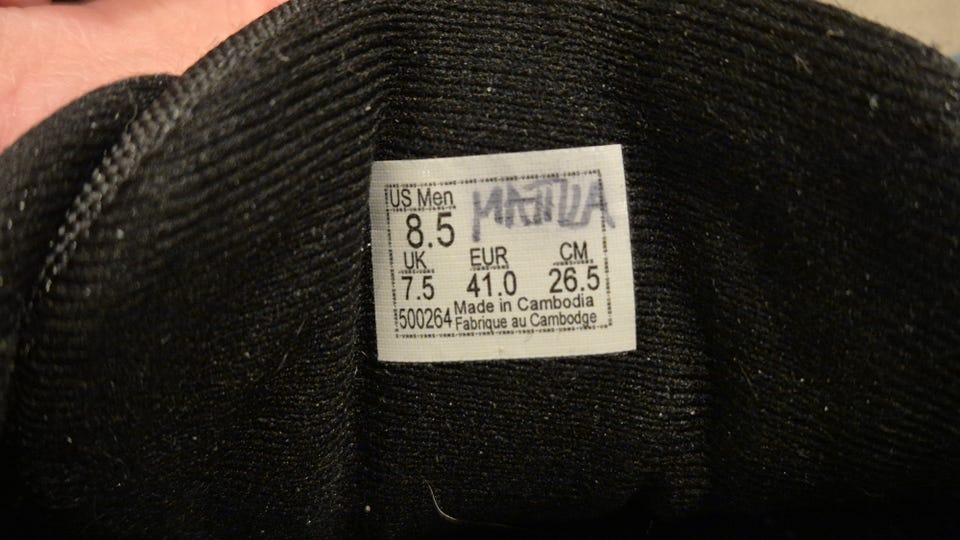 US Men
8.5
UK EUR CM
7.5 41.0 26.5
500264 Made in Cambodia
Fabrique au Cambodge